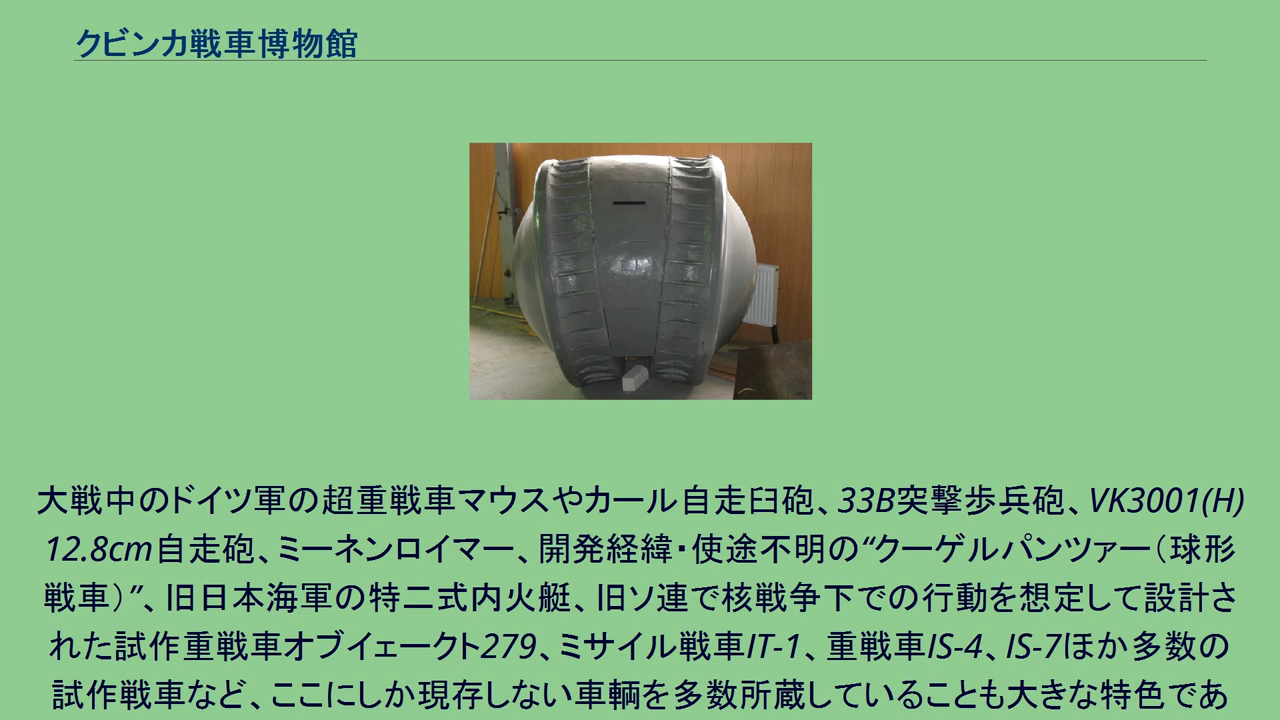 クビンカ戦車博物館
大戦中のドイツ軍の超重戦車マウスやカール自走臼砲、33B突撃歩兵砲、VK3001(H)
12.8cm自走砲、ミーネンロイマー、開発経緯・使途不明の“クーゲルパンツァー（球形
戦車）”、旧日本海軍の特二式内火艇、旧ソ連で核戦争下での行動を想定して設計さ
れた試作重戦車オブイェークト279、ミサイル戦車IT-1、重戦車IS-4、IS-7ほか多数の
試作戦車など、ここにしか現存しない車輌を多数所蔵していることも大きな特色であ